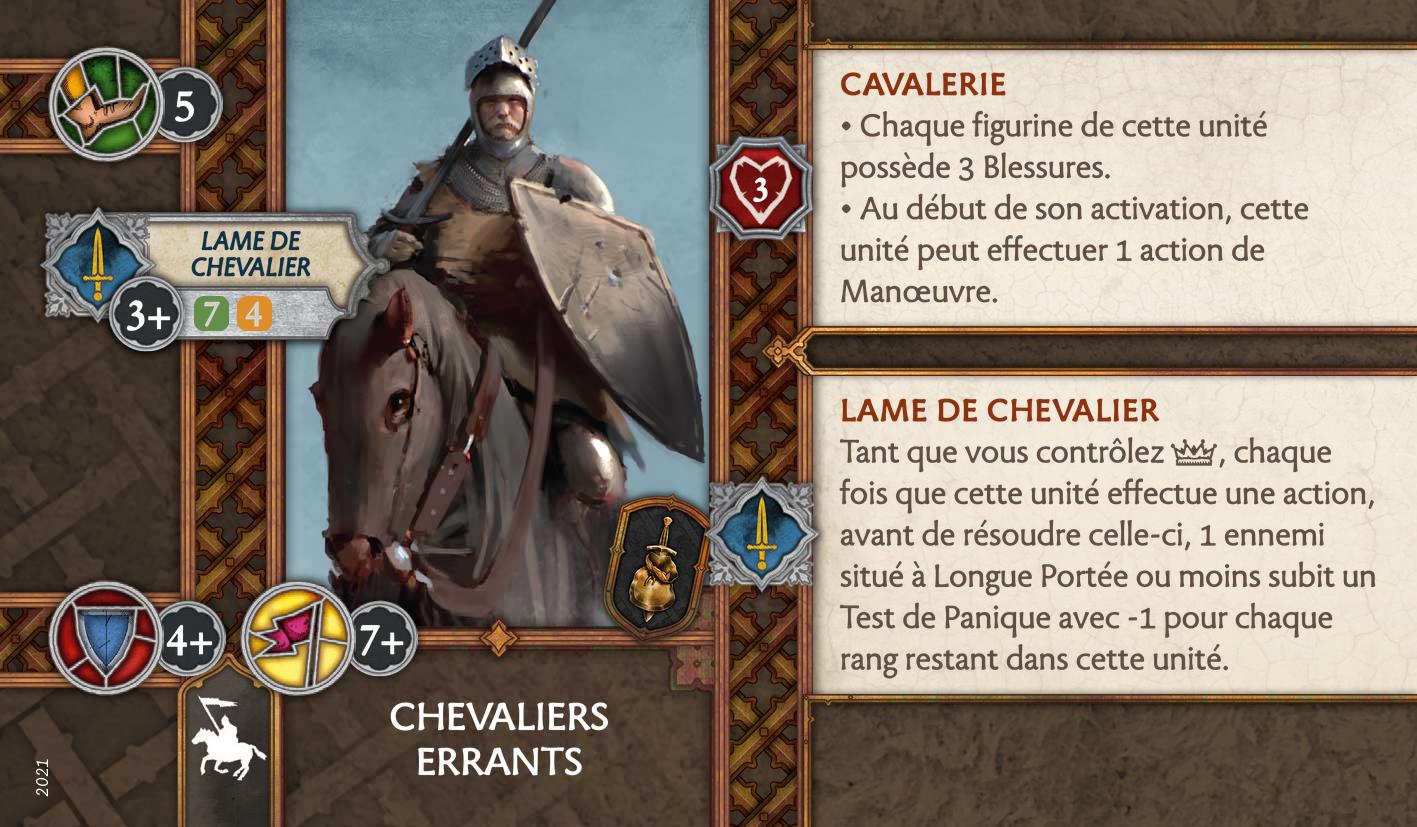 5
LAME DE
CHEVALIER
3+ 7 4
4+ 7+
CHEVALIERS
ERRANTS
2021
3
CAVALERIE
• Chaque figurine de cette unité
possède 3 Blessures.
• Au début de son activation, cette
unité peut effectuer 1 action de
Manœuvre.
LAME DE CHEVALIER
Tant que vous contrôlez , chaque
fois que cette unité effectue une action,
avant de résoudre celle-ci, 1 ennemi
situé à Longue Portée ou moins subit un
Test de Panique avec -1 pour chaque
rang restant dans cette unité.